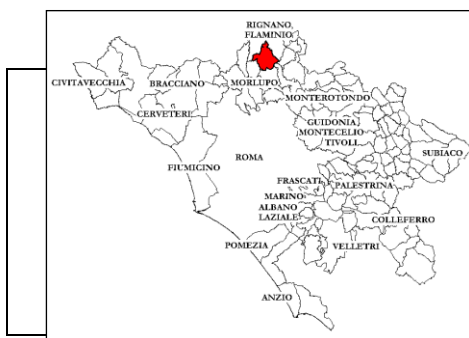 RIGNANO
FLAMINIO
CIVITAVECCHIA
BRACCIANO
MORLUPO
MONTEROTONDO
CERVETERI
GUIDONIA
MONTECELIO
TIVOLI
SUBIACO
ROMA
FIUMICINO
FRASCATI
PALESTRINA
MARINO
ALBANO
LAZIALE
COLLEFERRO
POMEZIA
VELLETRI
ANZIO